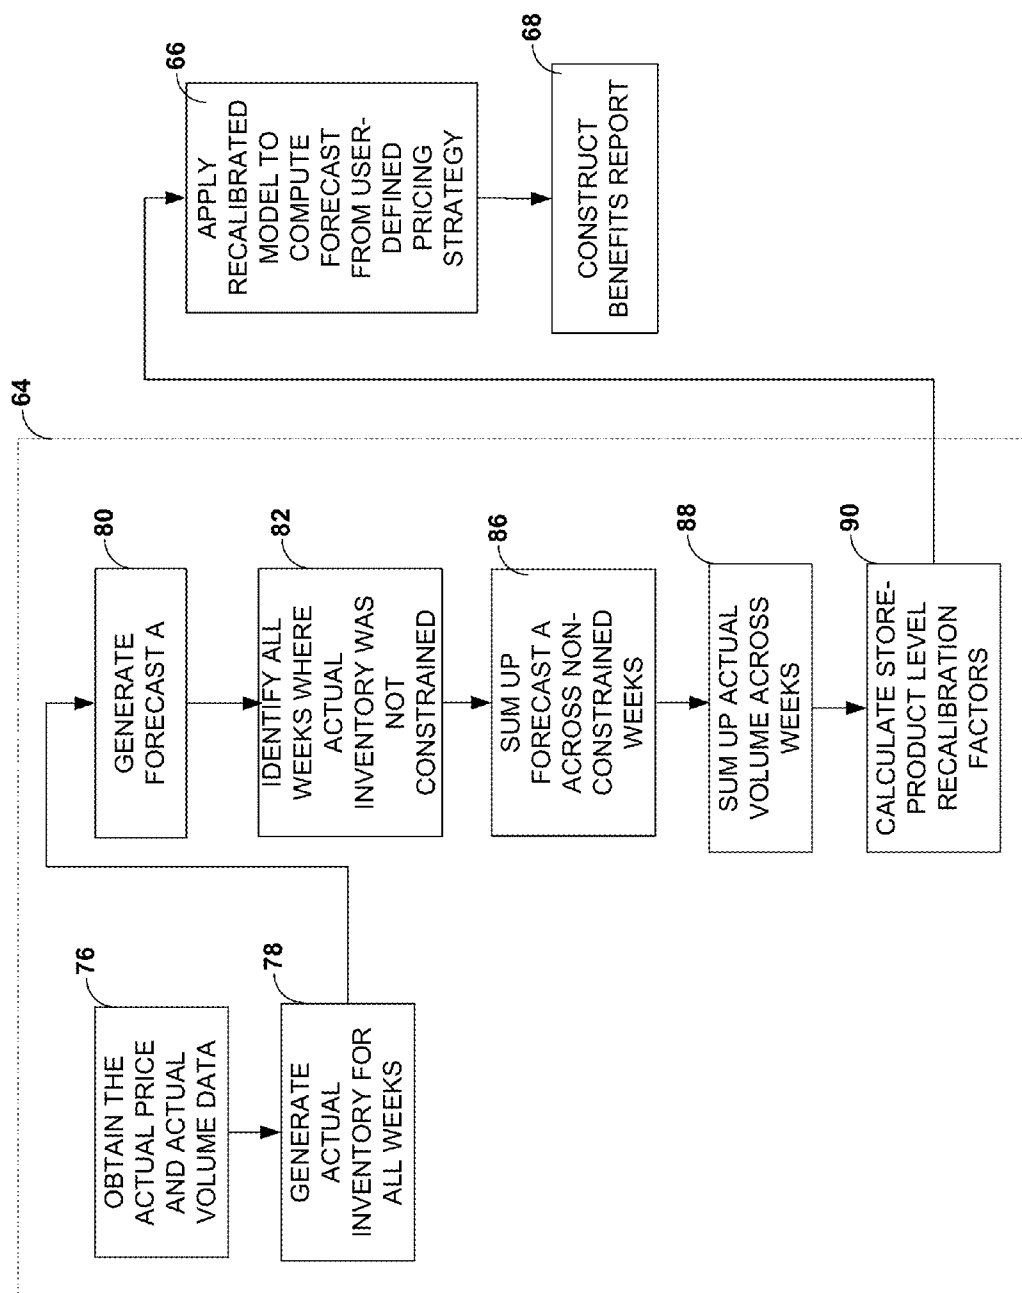 64
76
OBTAIN THE
ACTUAL PRICE
AND ACTUAL
VOLUME DATA
78
GENERATE
ACTUAL
INVENTORY FOR
ALL WEEKS
80
GENERATE
FORECAST A
82
IDENTIFY ALL
WEEKS WHERE
ACTUAL
INVENTORY WAS
NOT
CONSTRAINED
86
SUM UP
FORECAST A
ACROSS NON-
CONSTRAINED
WEEKS
88
SUM UP ACTUAL
VOLUME ACROSS
WEEKS
90
CALCULATE STORE-
PRODUCT LEVEL
RECALIBRATION
FACTORS
66
APPLY
RECALIBRATED
MODEL TO
COMPUTE
FORECAST
FROM USER-
DEFINED
PRICING
STRATEGY
68
CONSTRUCT
BENEFITS REPORT